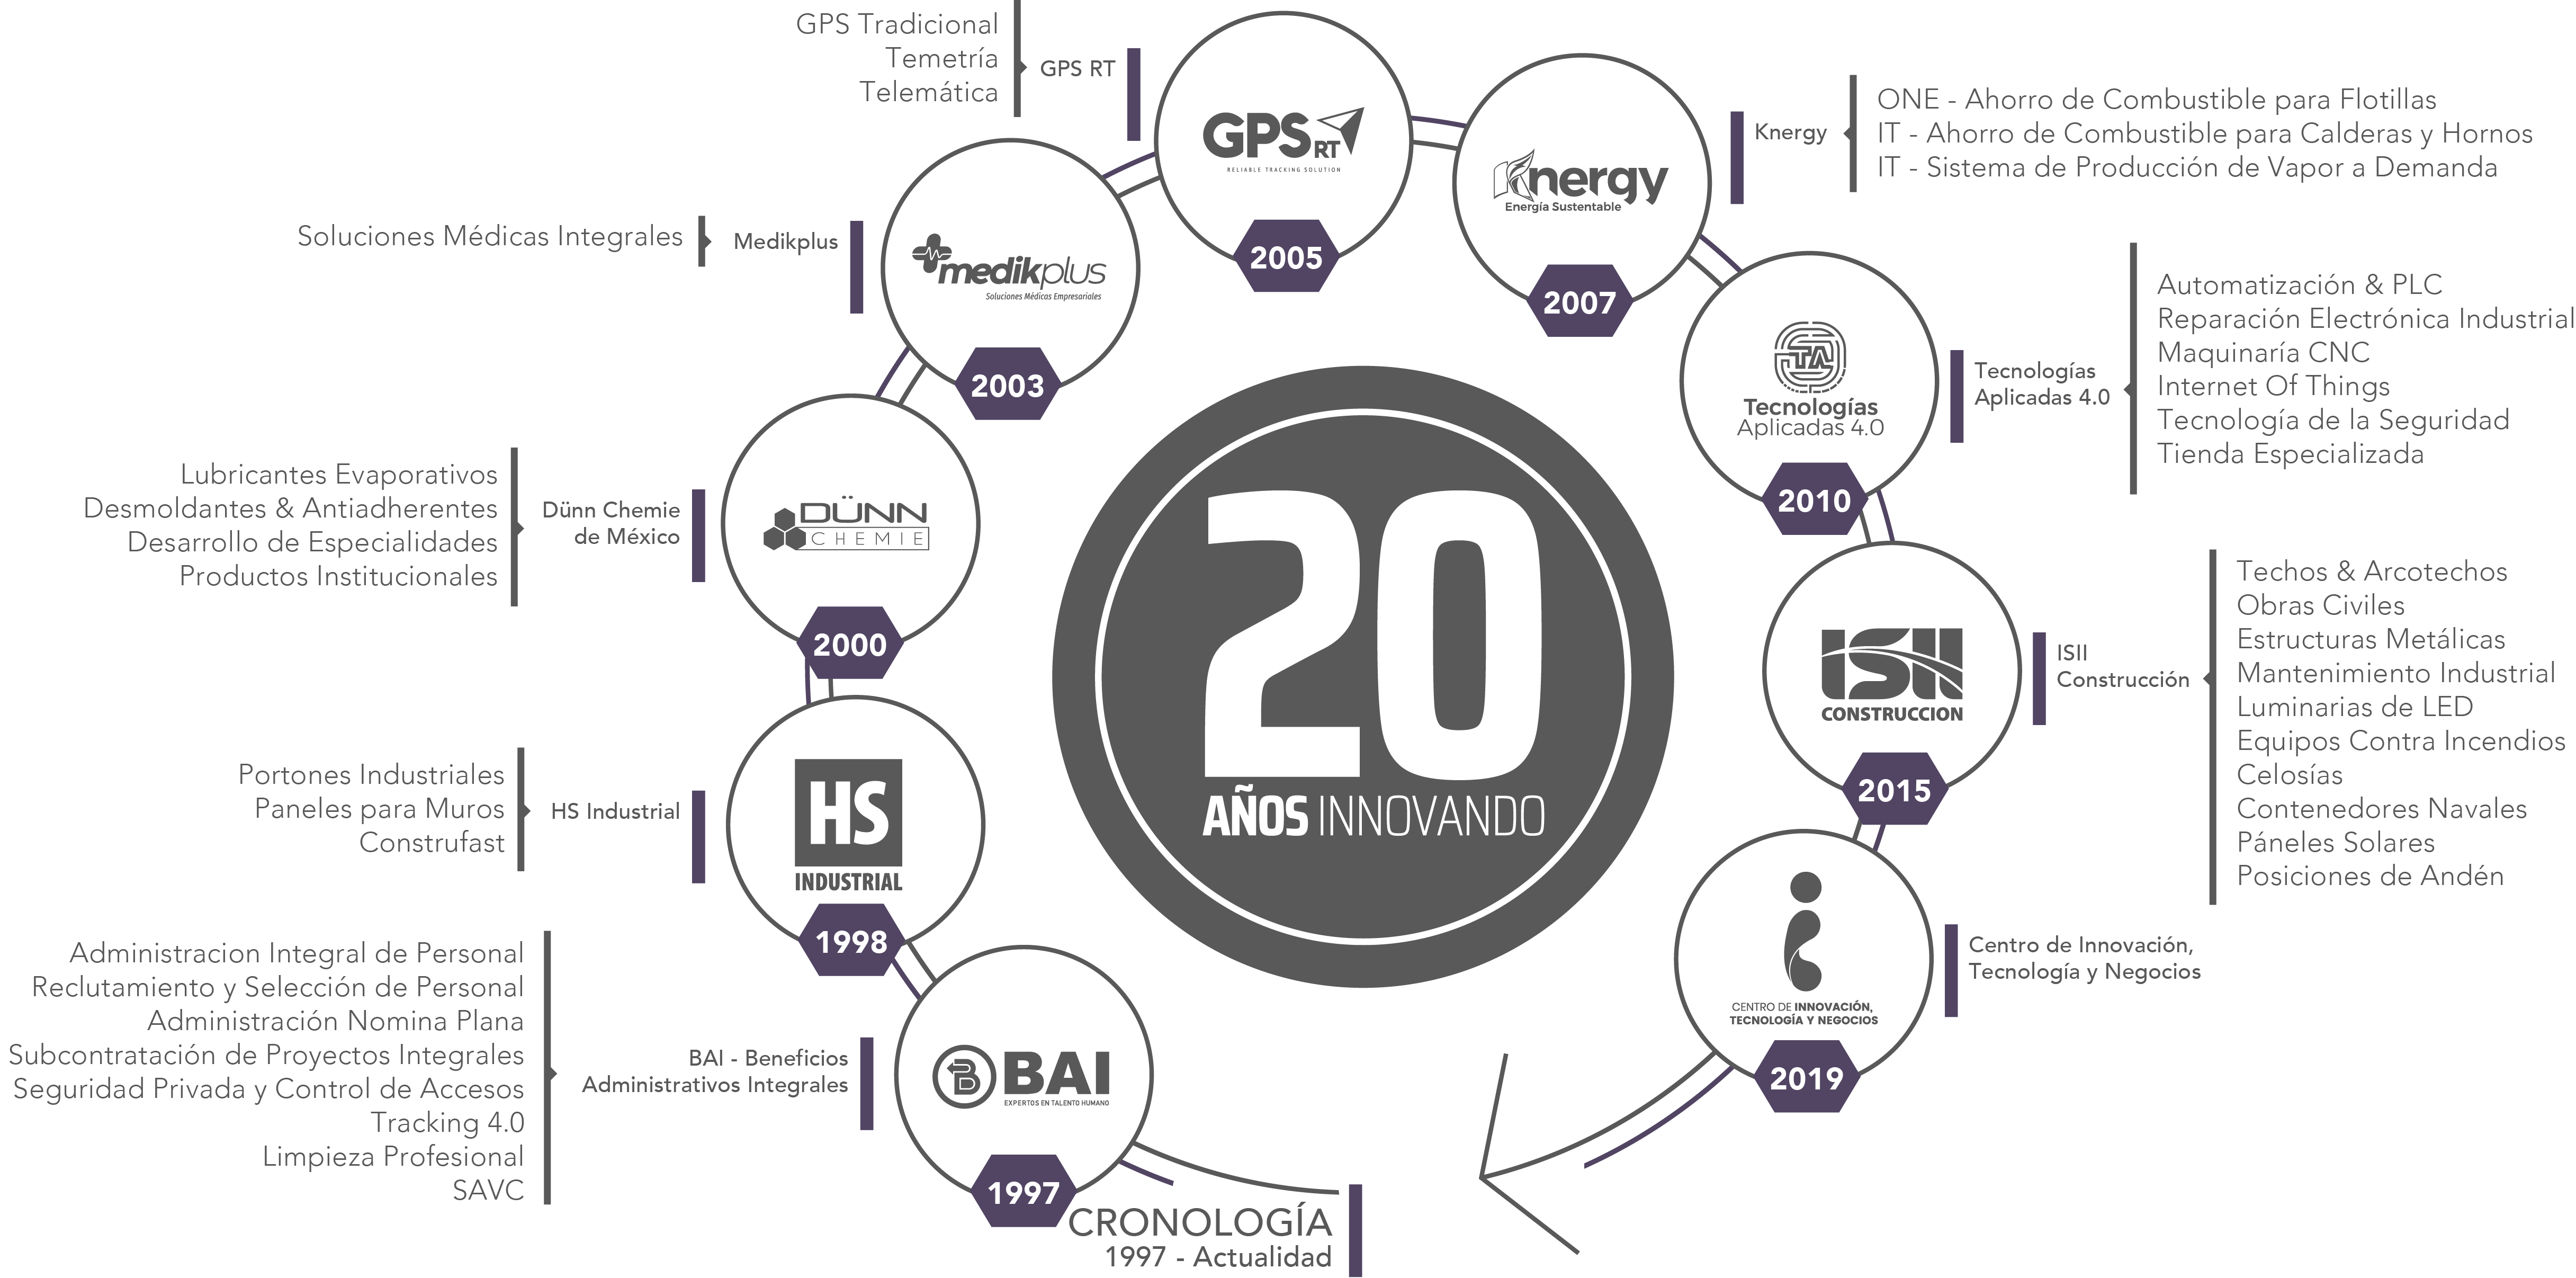 GPS Tradicional
Temetría
Telemática
GPS RT
GPS RT
RELIABLE TRACKING SOLUTION
2005
Knergy
Energía Sustentable
2007
Knergy
ONE - Ahorro de Combustible para Flotillas
IT - Ahorro de Combustible para Calderas y Hornos
IT - Sistema de Producción de Vapor a Demanda
Soluciones Médicas Integrales
Medikplus
medikplus
Soluciones Médicas Empresariales
2003
TA
Tecnologías
Aplicadas 4.0
2010
Tecnologías
Aplicadas 4.0
Automatización & PLC
Reparación Electrónica Industrial
Maquinaría CNC
Internet Of Things
Tecnología de la Seguridad
Tienda Especializada
Lubricantes Evaporativos
Desmoldantes & Antiadherentes
Desarrollo de Especialidades
Productos Institucionales
Dünn Chemie
de México
DÜNN
CHEMIE
2000
20
AÑOS INNOVANDO
ISII
CONSTRUCCION
2015
ISII
Construcción
Techos & Arcotechos
Obras Civiles
Estructuras Metálicas
Mantenimiento Industrial
Luminarias de LED
Equipos Contra Incendios
Celosías
Contenedores Navales
Páneles Solares
Posiciones de Andén
Portones Industriales
Paneles para Muros
Construfast
HS Industrial
HS
INDUSTRIAL
1998
CENTRO DE INNOVACIÓN,
TECNOLOGÍA Y NEGOCIOS
2019
Centro de Innovación,
Tecnología y Negocios
Administracion Integral de Personal
Reclutamiento y Selección de Personal
Administración Nomina Plana
Subcontratación de Proyectos Integrales
Seguridad Privada y Control de Accesos
Tracking 4.0
Limpieza Profesional
SAVC
BAI - Beneficios
Administrativos Integrales
BAI
EXPERTOS EN TALENTO HUMANO
1997
CRONOLOGÍA
1997 - Actualidad